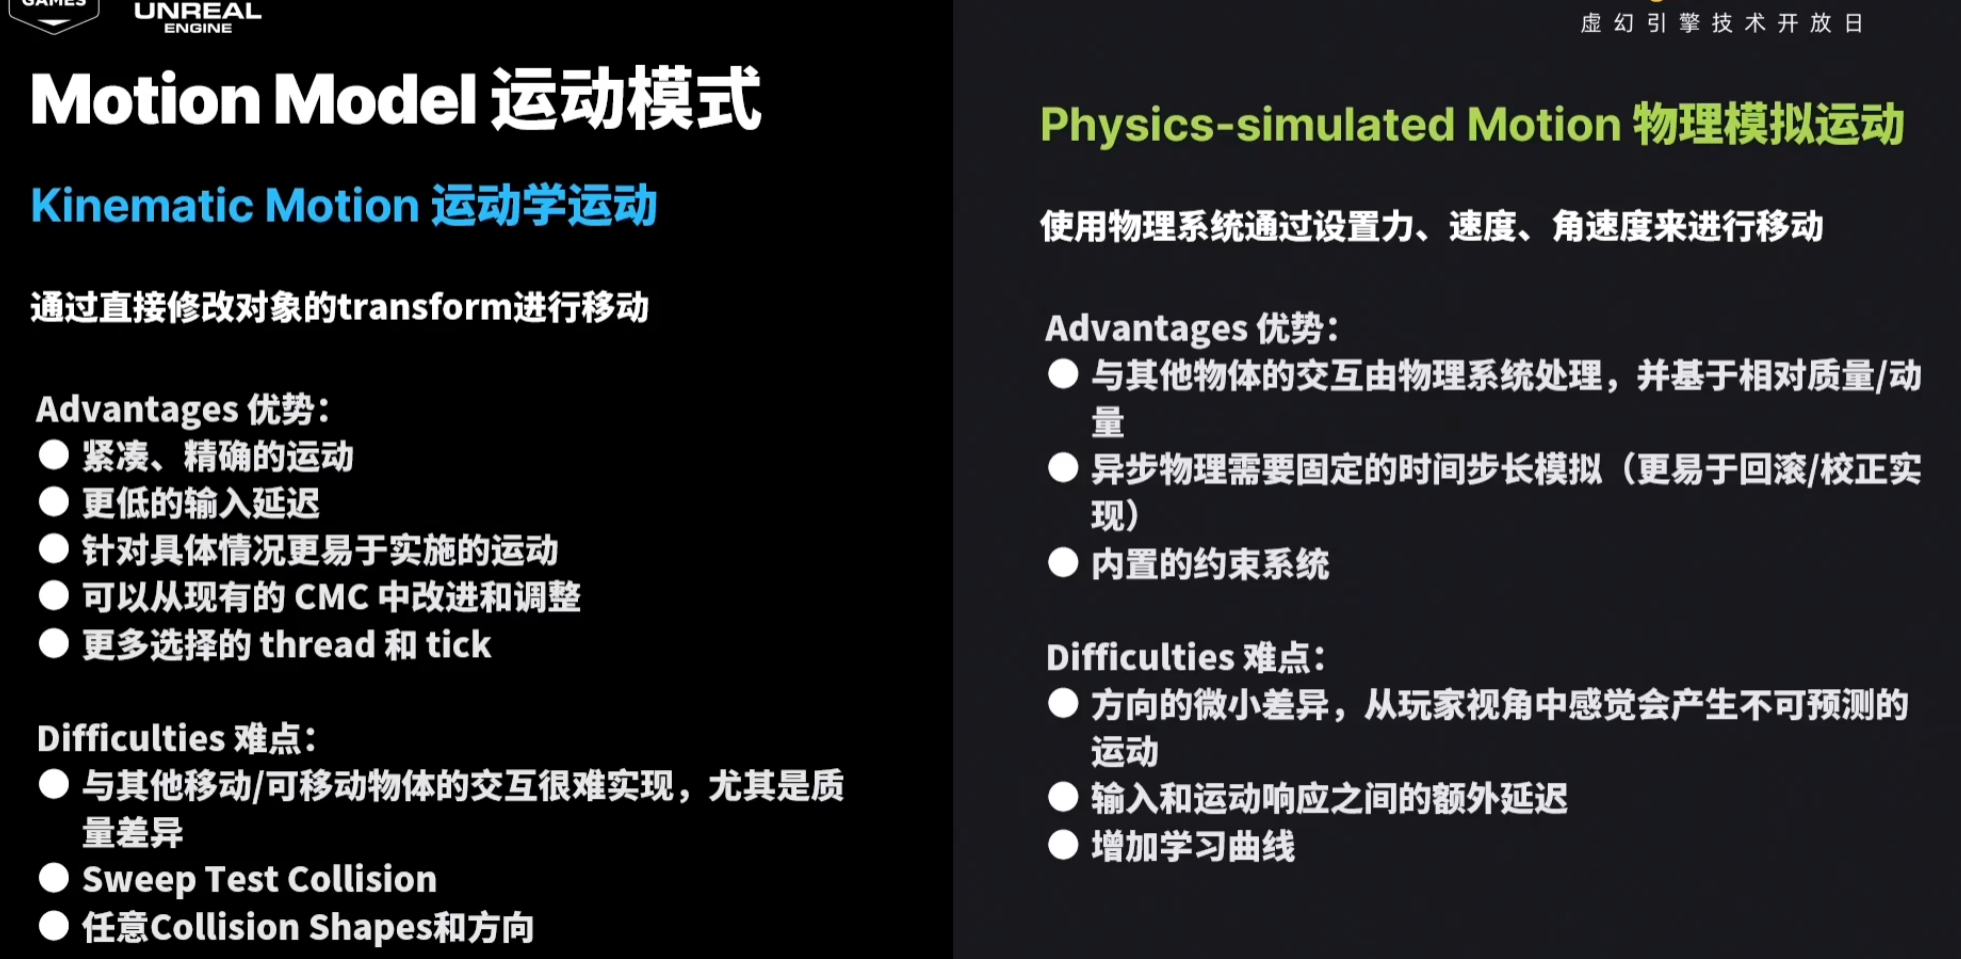 GAMES
UNREAL
ENGINE
Motion Model 运动模式
Kinematic Motion 运动学运动
通过直接修改对象的transform进行移动
Advantages 优势：
● 紧凑、精确的运动
● 更低的输入延迟
● 针对具体情况更易于实施的运动
● 可以从现有的 CMC 中改进和调整
● 更多选择的 thread 和 tick
Difficulties 难点：
● 与其他移动/可移动物体的交互很难实现，尤其是质
量差异
● Sweep Test Collision
● 任意Collision Shapes和方向
虚幻引擎技术开放日
Physics-simulated Motion 物理模拟运动
使用物理系统通过设置力、速度、角速度来进行移动
Advantages 优势：
● 与其他物体的交互由物理系统处理，并基于相对质量/动
量
● 异步物理需要固定的时间步长模拟（更易于回滚/校正实
现）
● 内置的约束系统
Difficulties 难点：
● 方向的微小差异，从玩家视角中感觉会产生不可预测的
运动
● 输入和运动响应之间的额外延迟
● 增加学习曲线